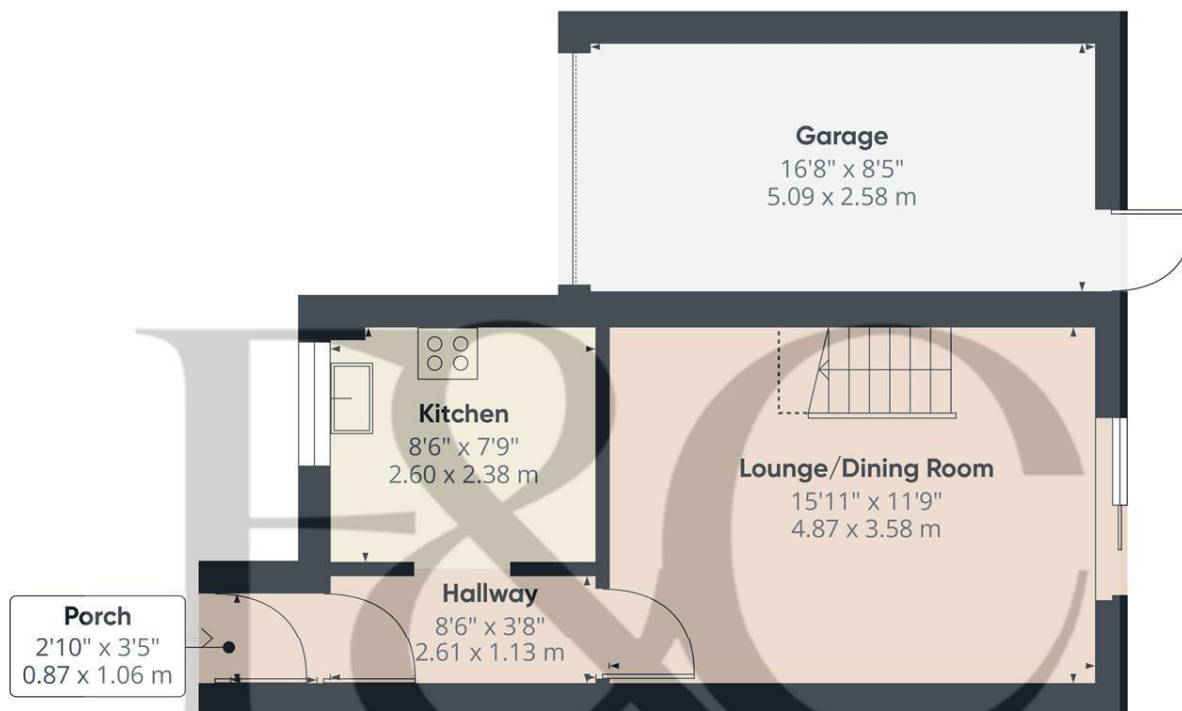 Garage
16'8" x 8'5"
5.09 x 2.58 m
Kitchen
8'6" x 7'9"
2.60 x 2.38 m
Lounge/Dining Room
15'11" x 11'9"
4.87 x 3.58 m
Hallway
8'6" x 3'8"
2.61 x 1.13 m
Porch
2'10" x 3'5"
0.87 x 1.06 m
F&C